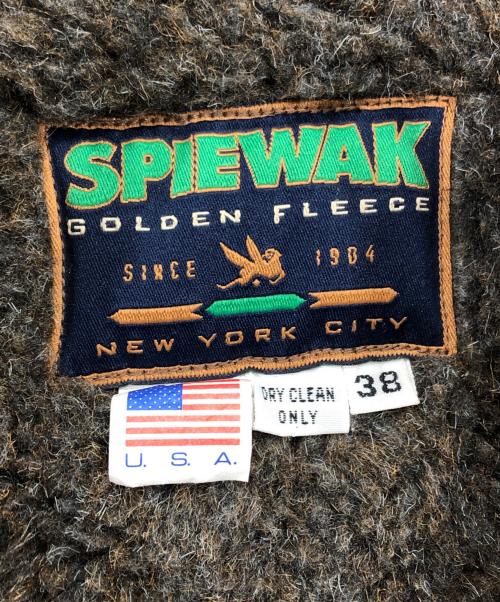 SPIEWAK
GOLDEN FLEECE
SINCE 1904
NEW YORK CITY
U. S. A.
DRY CLEAN
ONLY
38